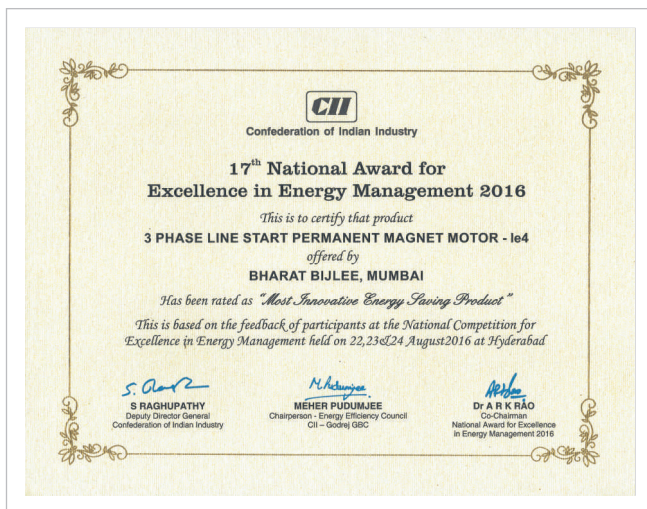 CII
Confederation of Indian Industry
17th National Award for
Excellence in Energy Management 2016
This is to certify that product
3 PHASE LINE START PERMANENT MAGNET MOTOR - Ie4
offered by
BHARAT BIJLEE, MUMBAI
Has been rated as "Most Innovative Energy Saving Product"
This is based on the feedback of participants at the National Competition for
Excellence in Energy Management held on 22,23&24 August2016 at Hyderabad
S RAGHUPATHY
Deputy Director General
Confederation of Indian Industry
MEHER PUDUMJEE
Chairperson - Energy Efficiency Council
CII – Godrej GBC
Dr A R K RAO
Co-Chairman
National Award for Excellence
in Energy Management 2016